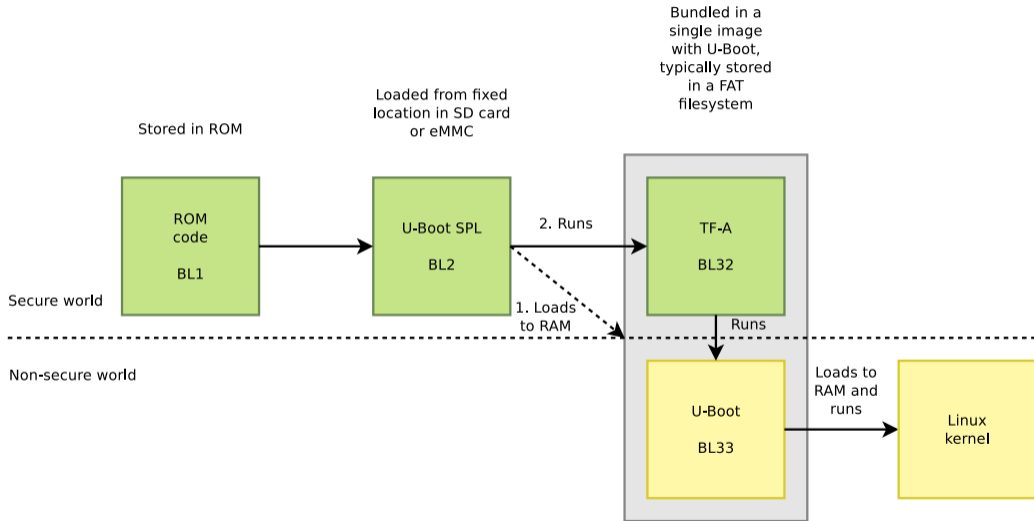 Bundled in a
single image
with U-Boot,
typically stored
in a FAT
filesystem
Loaded from fixed
location in SD card
or eMMC
Stored in ROM
ROM
code
BL1
U-Boot SPL
BL2
2. Runs
TF-A
BL32
1. Loads
to RAM
Runs
Secure world
Non-secure world
U-Boot
BL33
Loads to
RAM and
runs
Linux
kernel